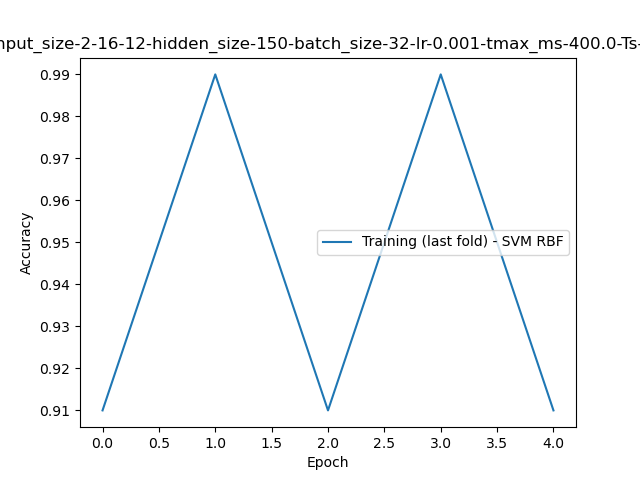 nput_size-2-16-12-hidden_size-150-batch_size-32-lr-0.001-tmax_ms-400.0-Ts-
0.99
0.98
0.97
0.96
0.95
0.94
0.93
0.92
0.91
Accuracy
Training (last fold) - SVM RBF
0.0 0.5 1.0 1.5 2.0 2.5 3.0 3.5 4.0
Epoch